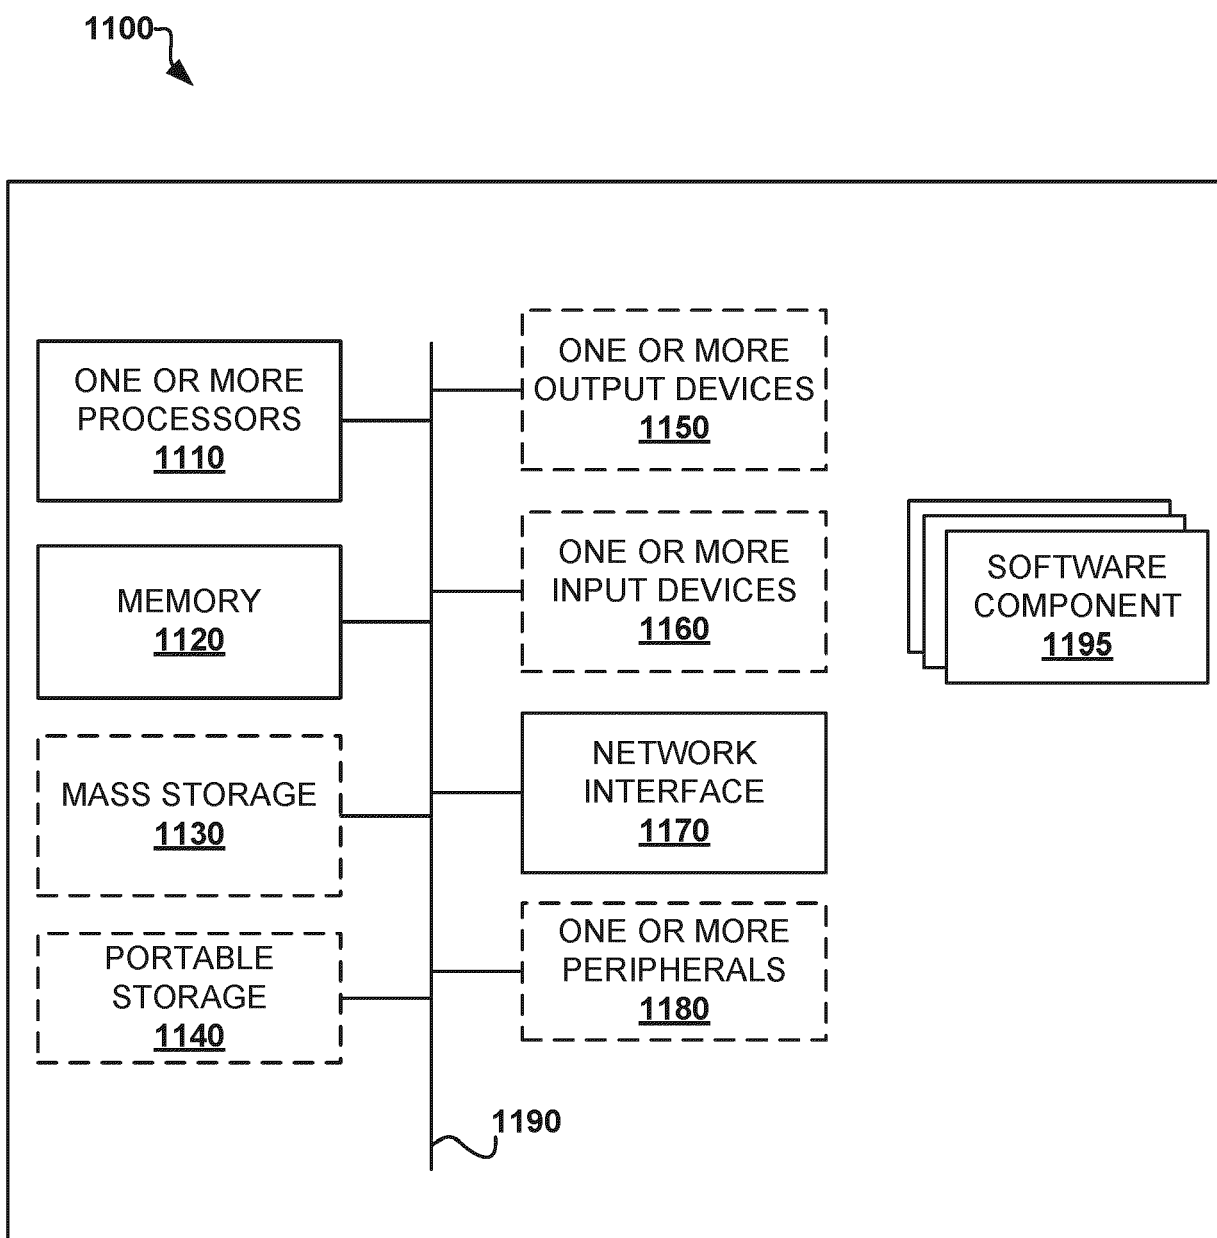 1100
ONE OR MORE
PROCESSORS
1110
MEMORY
1120
MASS STORAGE
1130
PORTABLE
STORAGE
1140
ONE OR MORE
OUTPUT DEVICES
1150
ONE OR MORE
INPUT DEVICES
1160
NETWORK
INTERFACE
1170
ONE OR MORE
PERIPHERALS
1180
1190
SOFTWARE
COMPONENT
1195